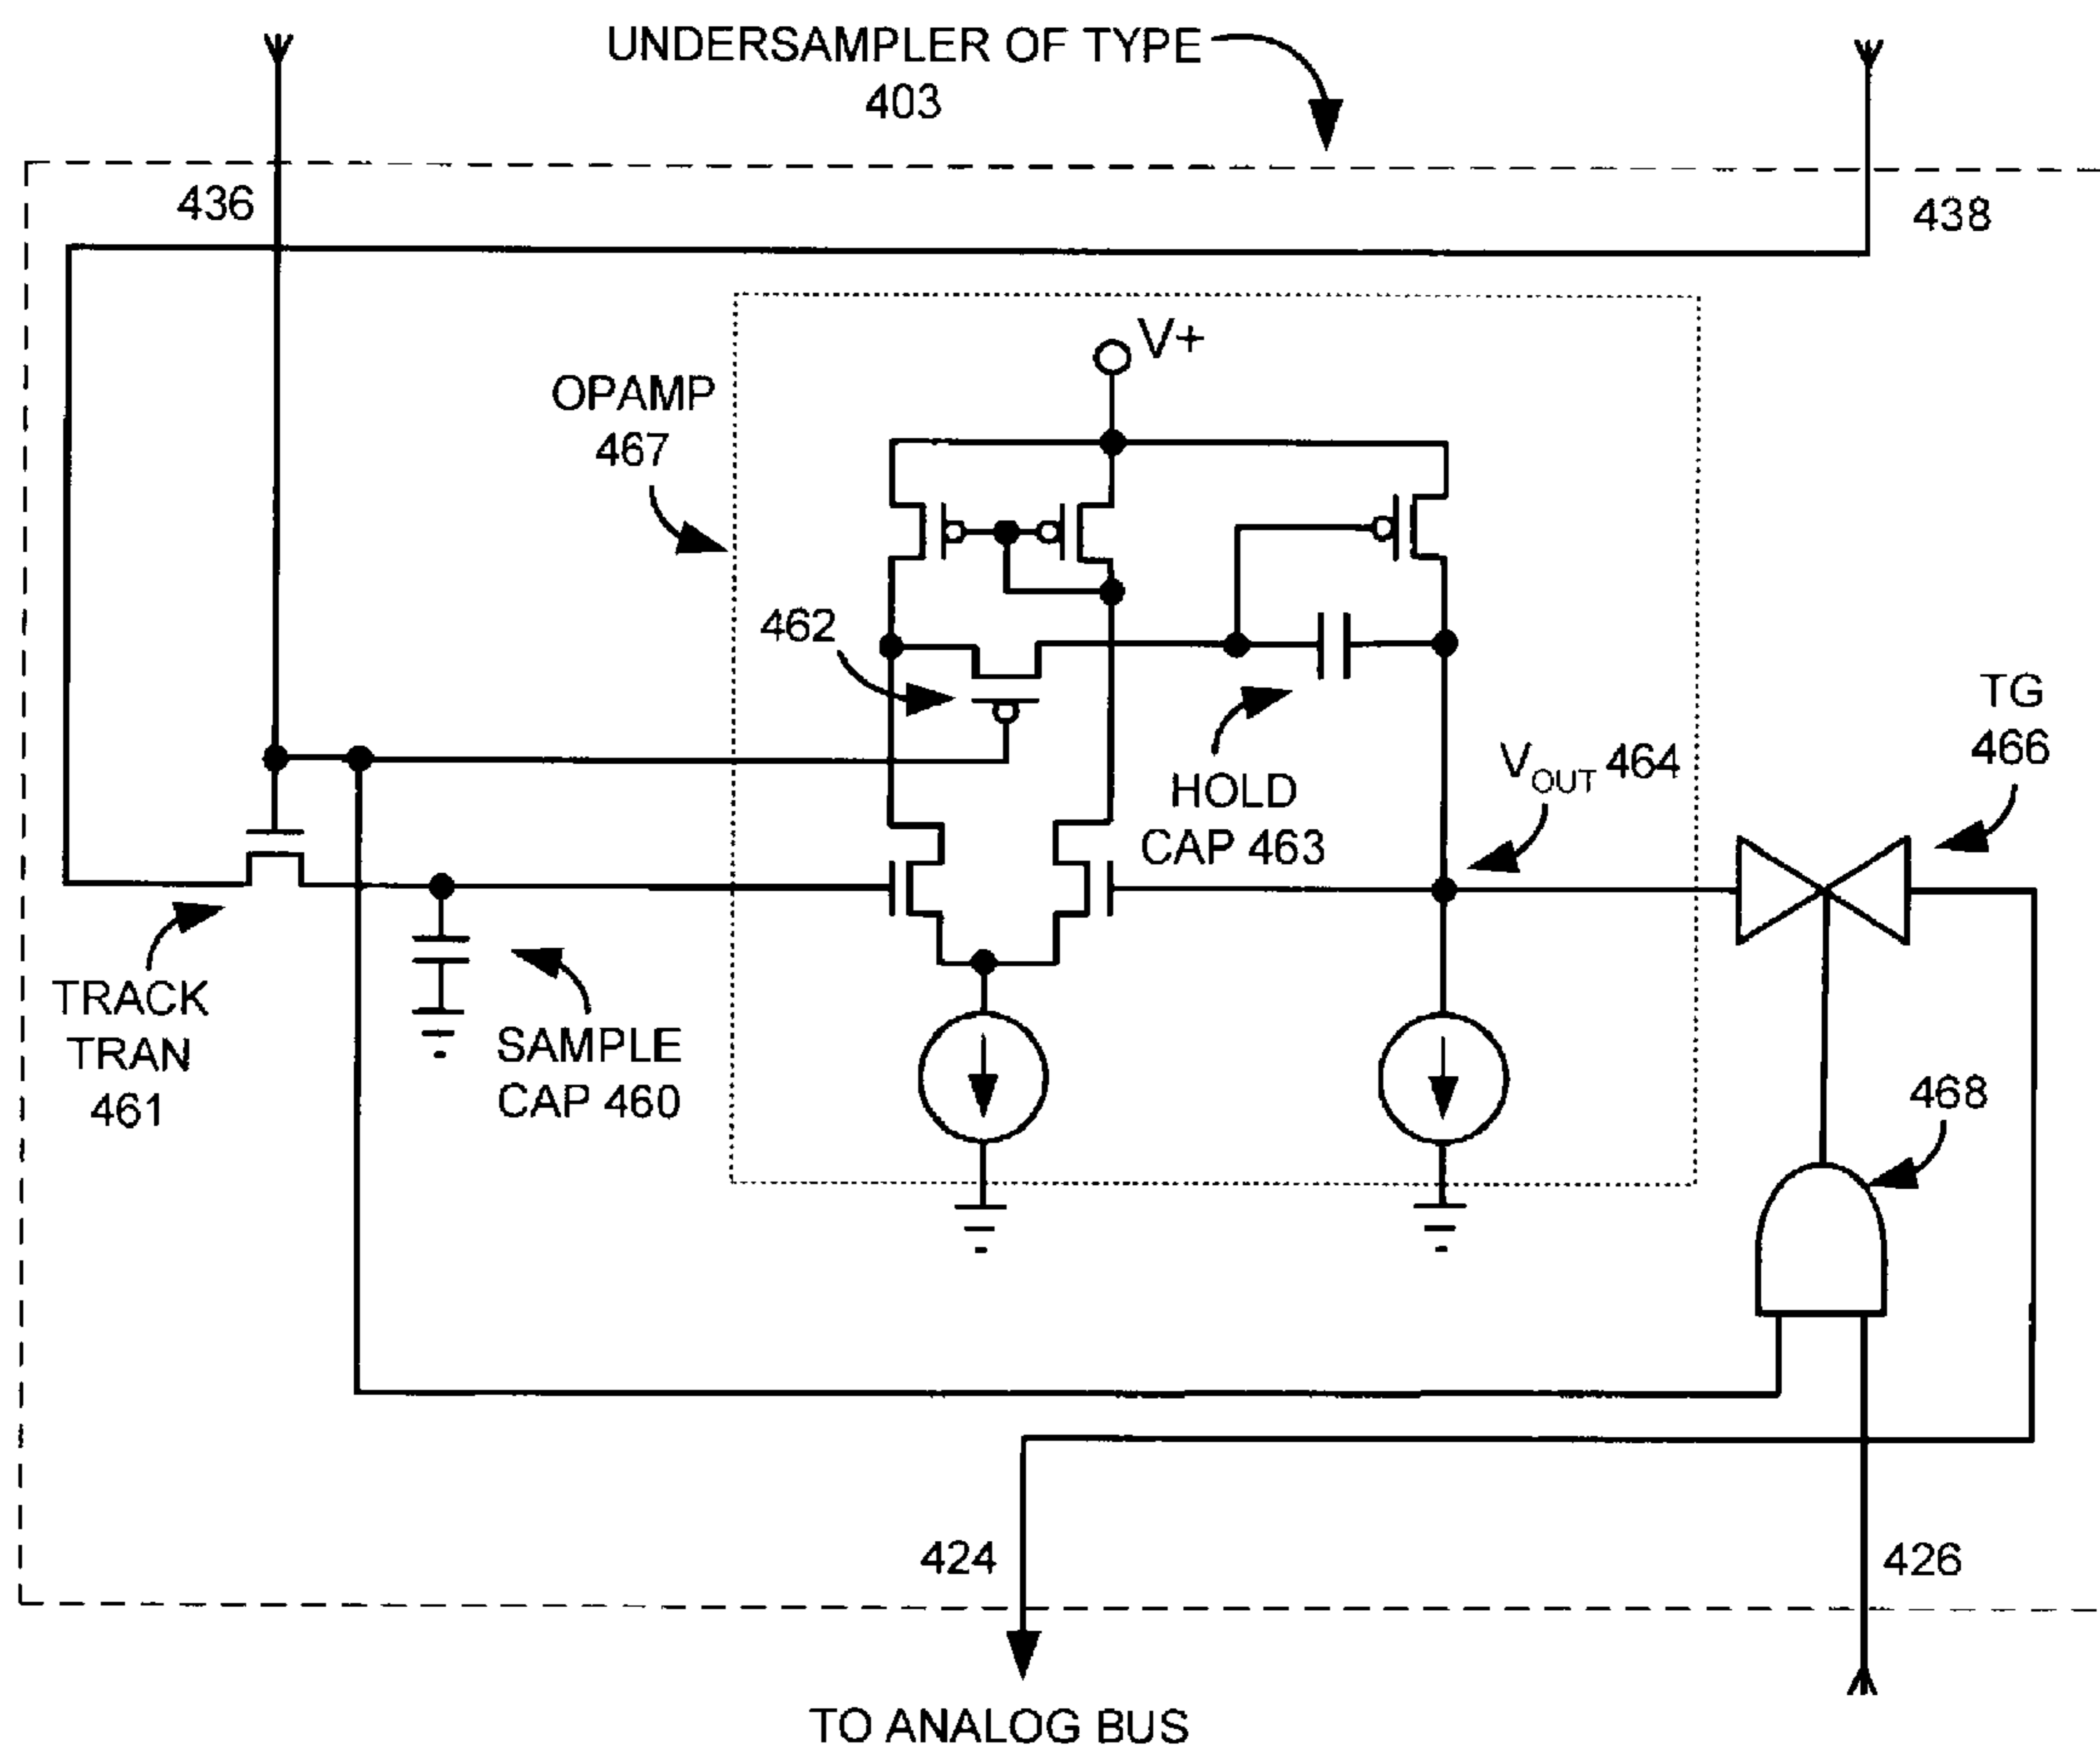 UNDERSAMPLER OF TYPE
403
436
438
V+
OPAMP
467
462
TG
466
VOUT 464
HOLD
CAP 463
TRACK
TRAN
461
SAMPLE
CAP 460
468
424
426
TO ANALOG BUS